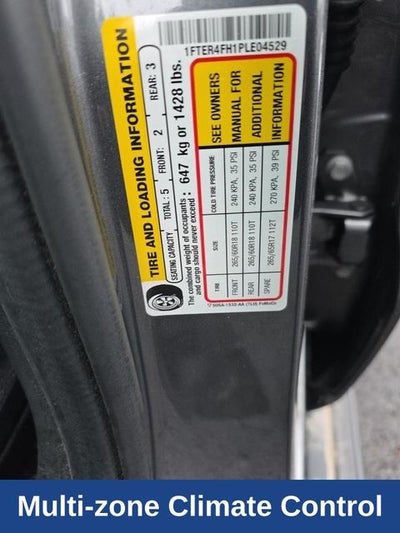 1FTER4FH1PLE04529
TIRE AND LOADING INFORMATION
SEATING CAPACITY TOTAL: 5 FRONT: 2 REAR: 3
The combined weight of occupants
and cargo should never exceed : 647 kg or 1428 lbs.
TIRE SIZE COLD TIRE PRESSURE
FRONT 265/60R18 110T 240 KPA, 35 PSI
REAR 265/60R18 110T 240 KPA, 35 PSI
SPARE 265/65R17 112T 270 KPA, 39 PSI
SEE OWNERS
MANUAL FOR
ADDITIONAL
INFORMATION
Multi-zone Climate Control